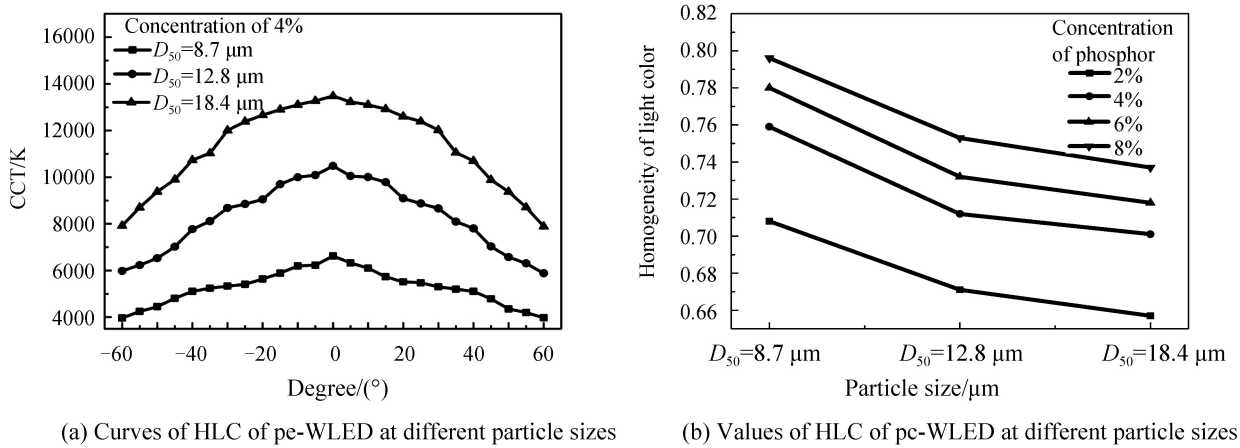 Concentration of 4%
D50=8.7 μm
D50=12.8 μm
D50=18.4 μm
16000
14000
12000
10000
8000
6000
4000
CCT/K
−60
−40
−20
0
20
40
60
Degree/(°)
(a) Curves of HLC of pe-WLED at different particle sizes
Concentration
of phosphor
2%
4%
6%
8%
0.82
0.80
0.78
0.76
0.74
0.72
0.70
0.68
0.66
Homogeneity of light color
D50=8.7 μm
D50=12.8 μm
D50=18.4 μm
Particle size/μm
(b) Values of HLC of pc-WLED at different particle sizes